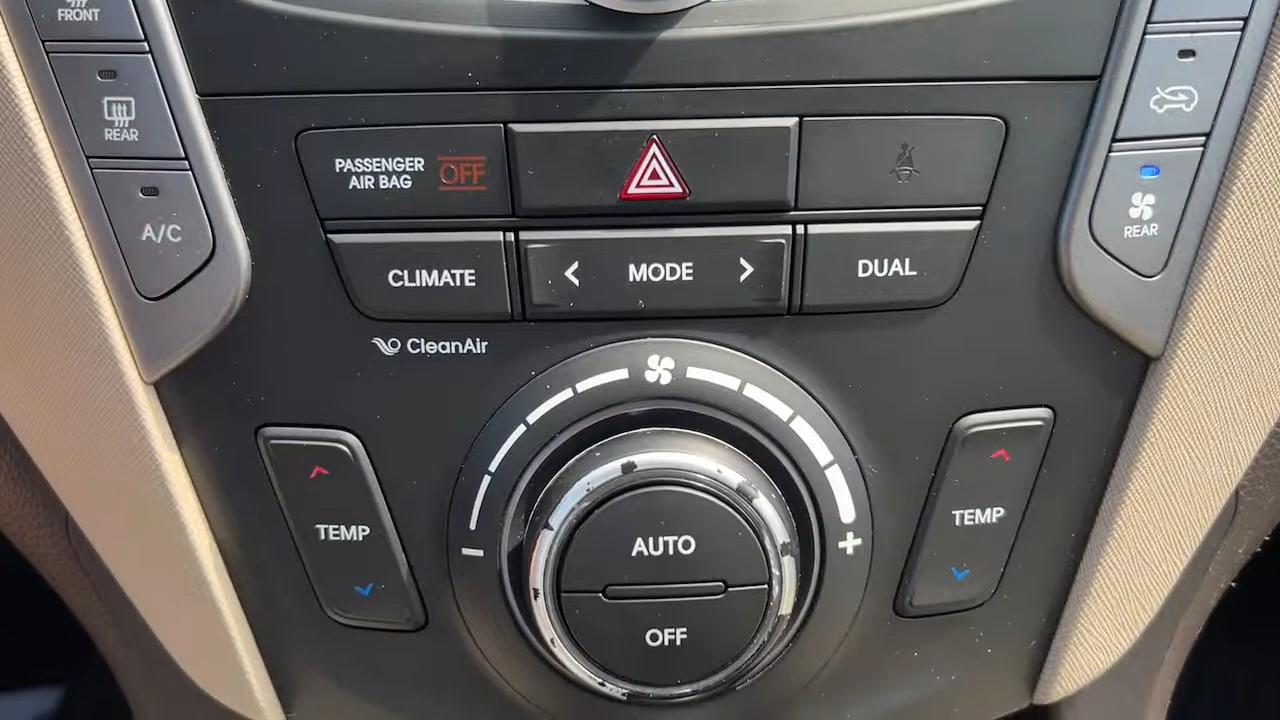 FRONT
REAR
A/C
PASSENGER
AIR BAG
OFF
CLIMATE
< MODE >
DUAL
REAR
CleanAir
TEMP
AUTO
OFF
TEMP
− +